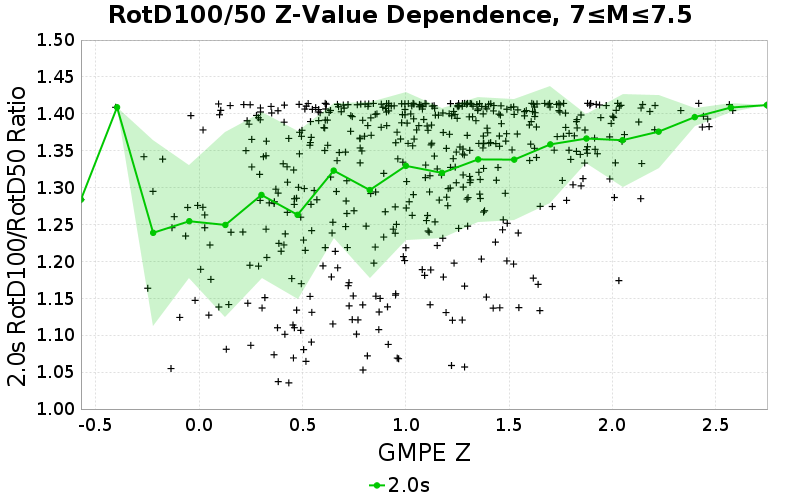 RotD100/50 Z-Value Dependence, 7≤M≤7.5
2.0s RotD100/RotD50 Ratio
1.50
1.45
1.40
1.35
1.30
1.25
1.20
1.15
1.10
1.05
1.00
-0.5 0.0 0.5 1.0 1.5 2.0 2.5
GMPE Z
2.0s